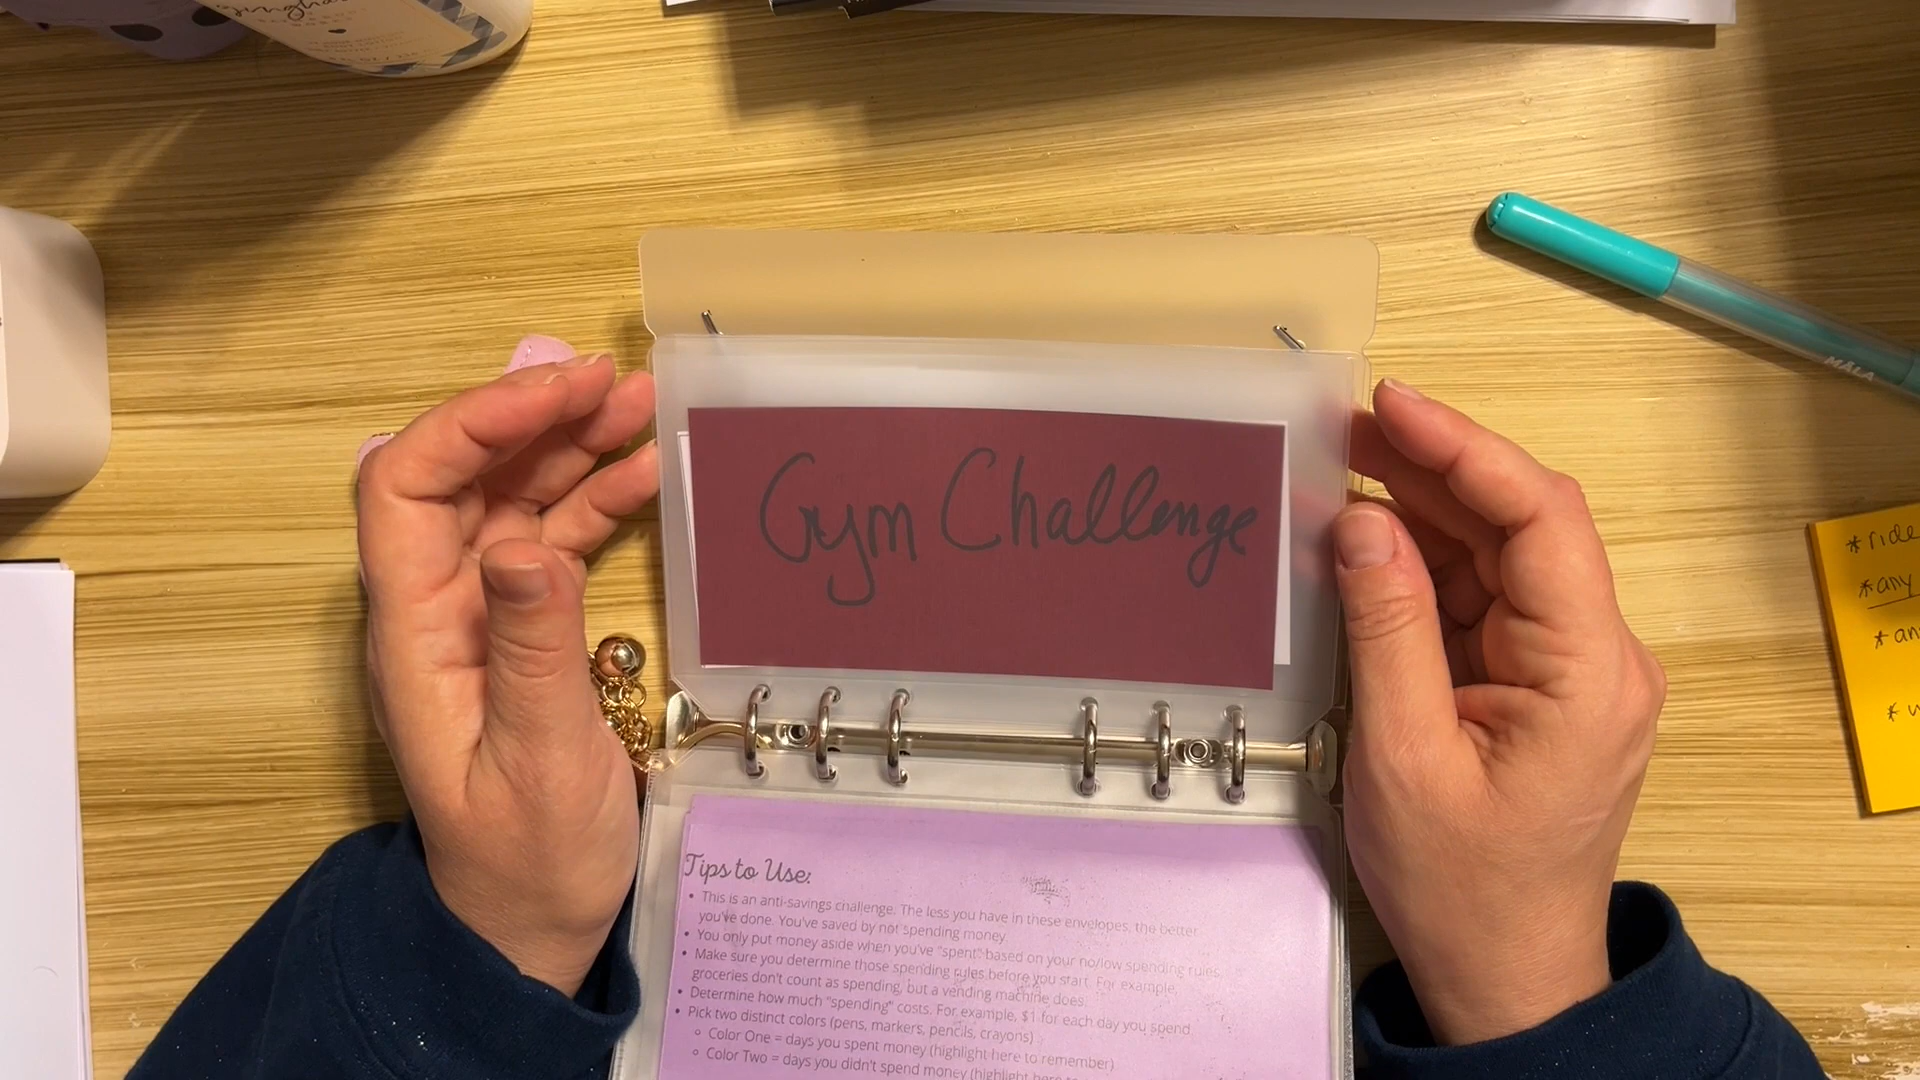 Gym Challenge
Tips to Use:
• This is an anti-savings challenge. The less you have in these envelopes, the better
you've done. You've saved by not spending money.
• You only put money aside when you've "spent" based on your no/low spending rules.
• Make sure you determine those spending rules before you start. For example,
groceries don't count as spending, but a vending machine does.
• Determine how much "spending" costs. For example, $1 for each day you spend.
• Pick two distinct colors (pens, markers, pencils, crayons)
◦ Color One = days you spent money (highlight here to remember)
◦ Color Two = days you didn't spend money (highlight here
MÅLA
* ride
* any
* an
* w